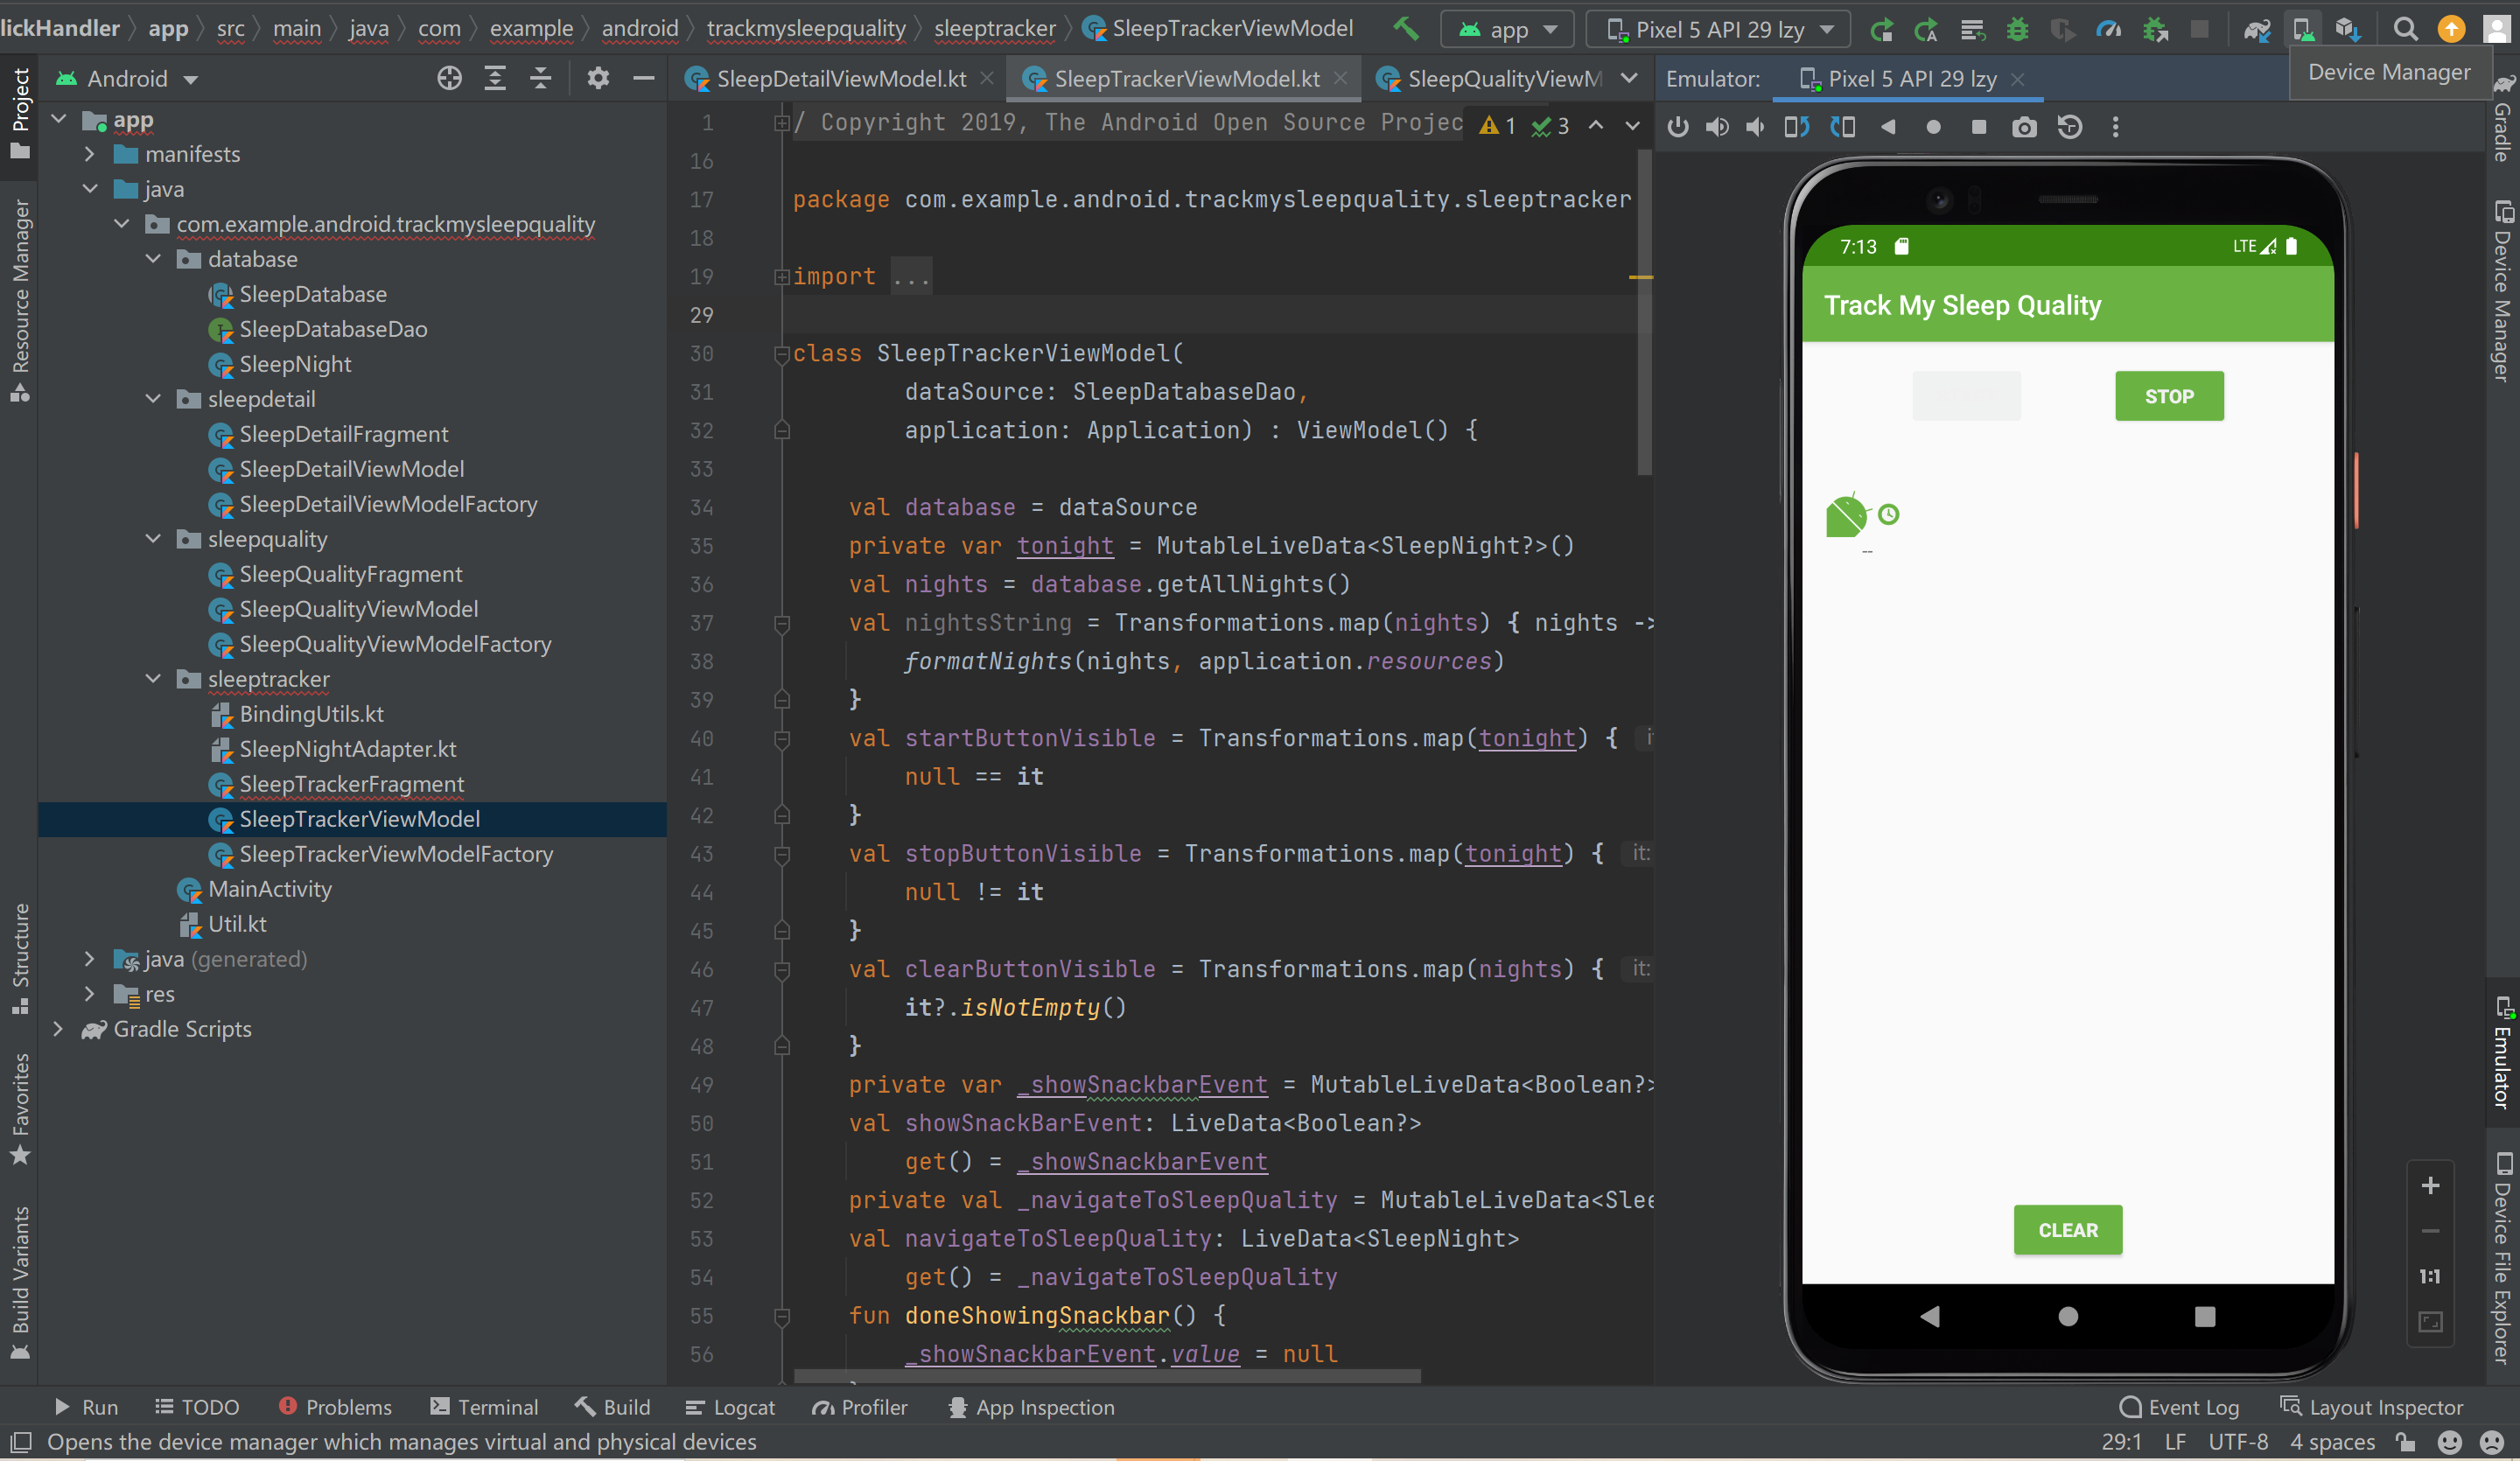 lickHandler app src main java com example android trackmysleepquality sleeptracker SleepTrackerViewModel app Pixel 5 API 29 lzy
Device Manager
Android
SleepDetailViewModel.kt SleepTrackerViewModel.kt SleepQualityViewM
Emulator: Pixel 5 API 29 lzy
Project
Resource Manager
Structure
Favorites
Build Variants
app
manifests
java
com.example.android.trackmysleepquality
database
SleepDatabase
SleepDatabaseDao
SleepNight
sleepdetail
SleepDetailFragment
SleepDetailViewModel
SleepDetailViewModelFactory
sleepquality
SleepQualityFragment
SleepQualityViewModel
SleepQualityViewModelFactory
sleeptracker
BindingUtils.kt
SleepNightAdapter.kt
SleepTrackerFragment
SleepTrackerViewModel
SleepTrackerViewModelFactory
MainActivity
Util.kt
java (generated)
res
Gradle Scripts
1 / Copyright 2019, The Android Open Source Projec 1 3
16
17 package com.example.android.trackmysleepquality.sleeptracker
18
19 import ...
29
30 class SleepTrackerViewModel(
31 dataSource: SleepDatabaseDao,
32 application: Application) : ViewModel() {
33
34 val database = dataSource
35 private var tonight = MutableLiveData<SleepNight?>()
36 val nights = database.getAllNights()
37 val nightsString = Transformations.map(nights) { nights ->
38 formatNights(nights, application.resources)
39 }
40 val startButtonVisible = Transformations.map(tonight) { it
41 null == it
42 }
43 val stopButtonVisible = Transformations.map(tonight) { it:
44 null != it
45 }
46 val clearButtonVisible = Transformations.map(nights) { it:
47 it?.isNotEmpty()
48 }
49 private var _showSnackbarEvent = MutableLiveData<Boolean?>
50 val showSnackBarEvent: LiveData<Boolean?>
51 get() = _showSnackbarEvent
52 private val _navigateToSleepQuality = MutableLiveData<Slee
53 val navigateToSleepQuality: LiveData<SleepNight>
54 get() = _navigateToSleepQuality
55 fun doneShowingSnackbar() {
56 _showSnackbarEvent.value = null
7:13 LTE
Track My Sleep Quality
STOP
--
CLEAR
1:1
Gradle
Device Manager
Emulator
Device File Explorer
Run TODO Problems Terminal Build Logcat Profiler App Inspection Event Log Layout Inspector
Opens the device manager which manages virtual and physical devices 29:1 LF UTF-8 4 spaces